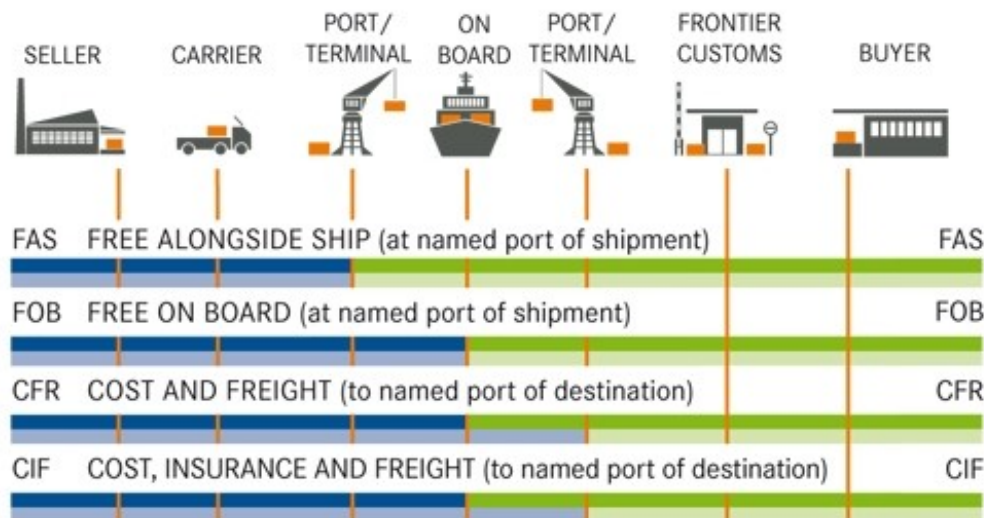 SELLER
CARRIER
PORT/
TERMINAL
ON
BOARD
PORT/
TERMINAL
FRONTIER
CUSTOMS
BUYER
FAS FREE ALONGSIDE SHIP (at named port of shipment) FAS
FOB FREE ON BOARD (at named port of shipment) FOB
CFR COST AND FREIGHT (to named port of destination) CFR
CIF COST, INSURANCE AND FREIGHT (to named port of destination) CIF